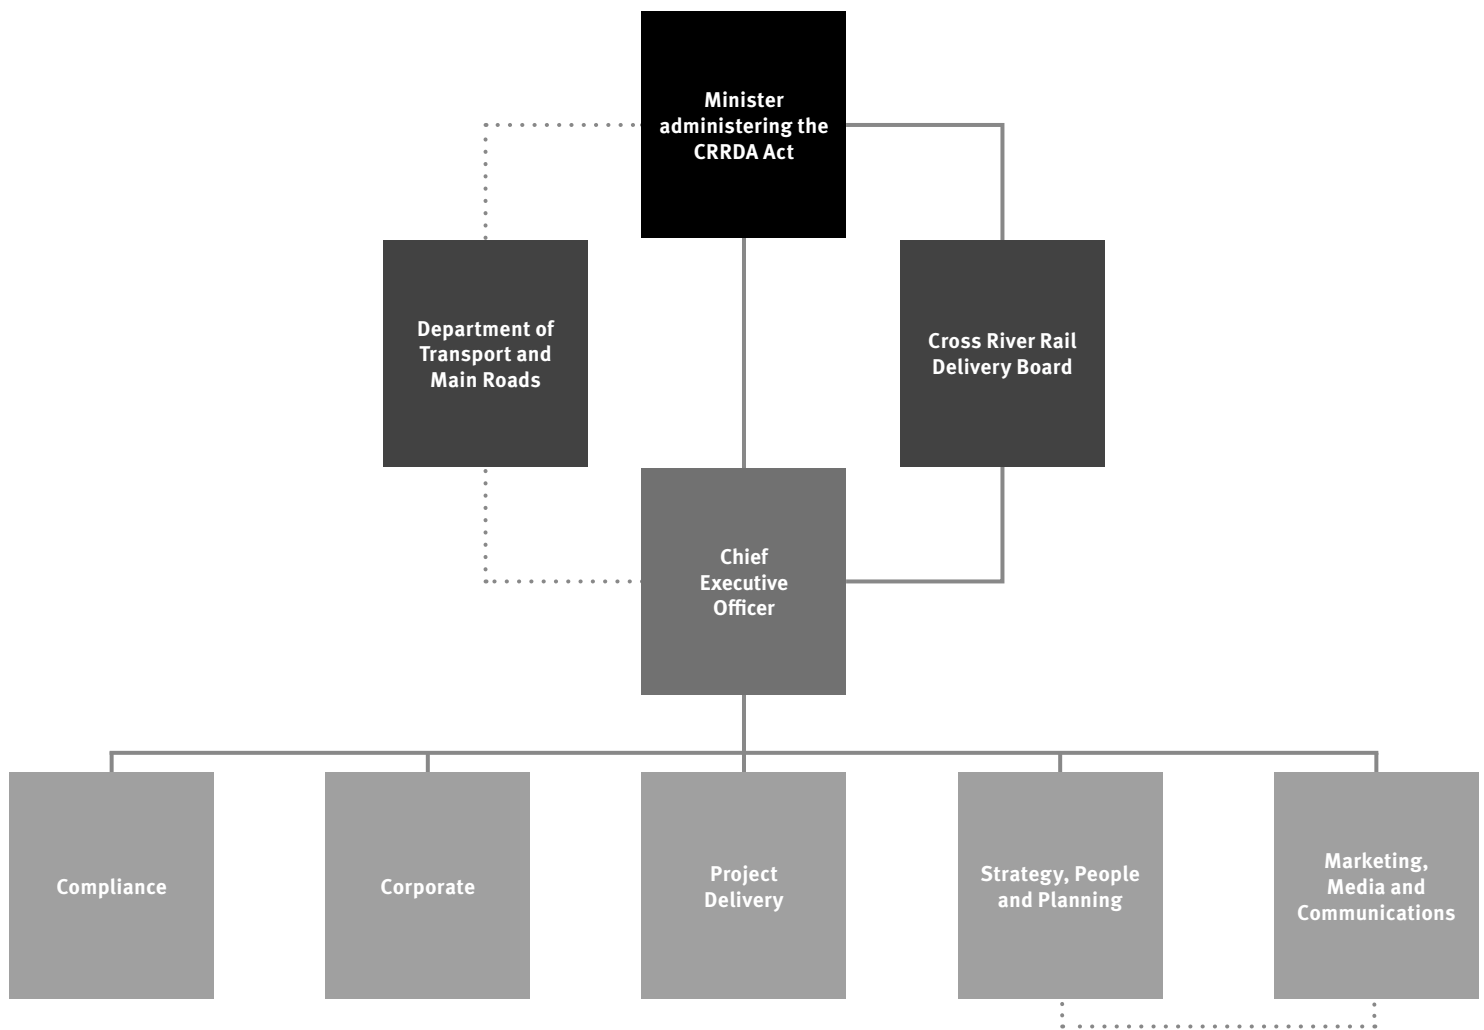 Minister
administering the
CRRDA Act
Department of
Transport and
Main Roads
Cross River Rail
Delivery Board
Chief
Executive
Officer
Compliance
Corporate
Project
Delivery
Strategy, People
and Planning
Marketing,
Media and
Communications